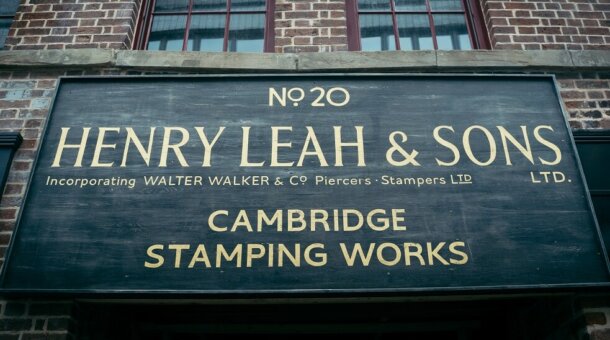 Nº 20
HENRY LEAH & SONS
LTD.
Incorporating WALTER WALKER & Cº Piercers · Stampers LTD
CAMBRIDGE
STAMPING WORKS